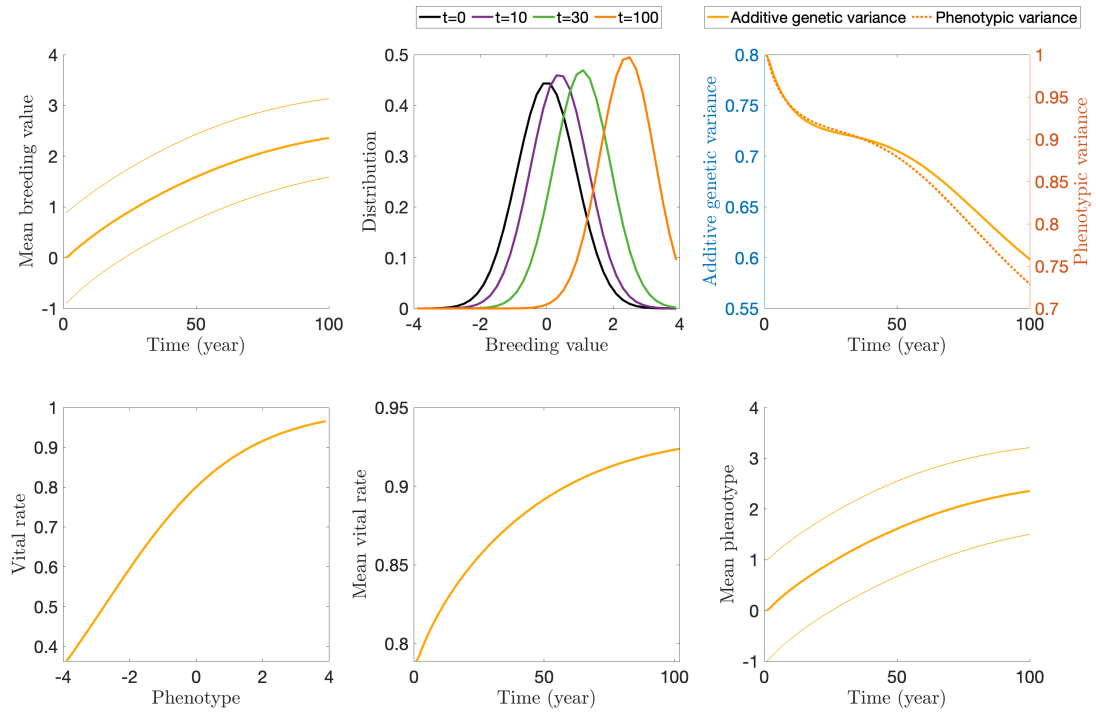 t=0 t=10 t=30 t=100
Additive genetic variance Phenotypic variance
4
3
2
1
0
-1
0 50 100
Mean breeding value
Time (year)
0.5
0.4
0.3
0.2
0.1
0
-4 -2 0 2 4
Distribution
Breeding value
0.8
0.75
0.7
0.65
0.6
0.55
0 50 100
1
0.95
0.9
0.85
0.8
0.75
0.7
Additive genetic variance
Phenotypic variance
Time (year)
1
0.9
0.8
0.7
0.6
0.5
0.4
-4 -2 0 2 4
Vital rate
Phenotype
0.95
0.9
0.85
0.8
0 50 100
Mean vital rate
Time (year)
4
3
2
1
0
-1
0 50 100
Mean phenotype
Time (year)